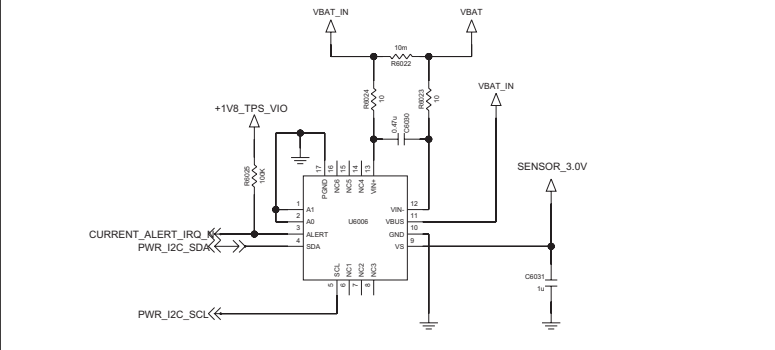 VBAT_IN
VBAT
10m
R6022
VBAT_IN
R6024
10
R6023
10
+1V8_TPS_VIO
0.47u
C6030
R6025
100K
SENSOR_3.0V
17
16
15
14
13
PGND
NC6
NC5
NC4
VIN+
1
A1
VIN-
12
2
A0
U6006
VBUS
11
CURRENT_ALERT_IRQ_N
3
ALERT
GND
10
PWR_I2C_SDA
4
SDA
VS
9
SCL
NC1
NC2
NC3
5
6
7
8
C6031
1u
PWR_I2C_SCL